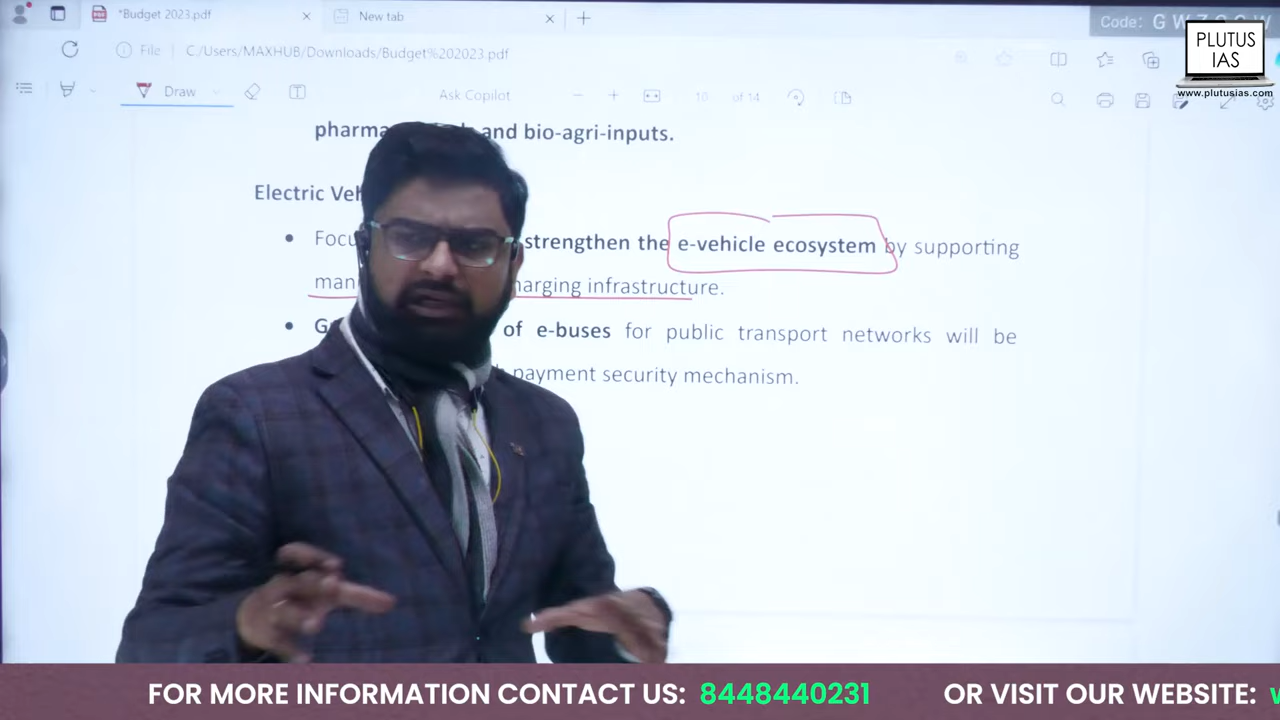 *Budget 2023.pdf
New tab
Code: G W
PLUTUS
IAS
www.plutusias.com
File
C:/Users/MAXHUB/Downloads/Budget%202023.pdf
Draw
Ask Copilot
10 of 14
and bio-agri-inputs.
Electric
strengthen the e-vehicle ecosystem by supporting
infrastructure.
of e-buses for public transport networks will be
payment security mechanism.
FOR MORE INFORMATION CONTACT US: 8448440231
OR VISIT OUR WEBSITE: